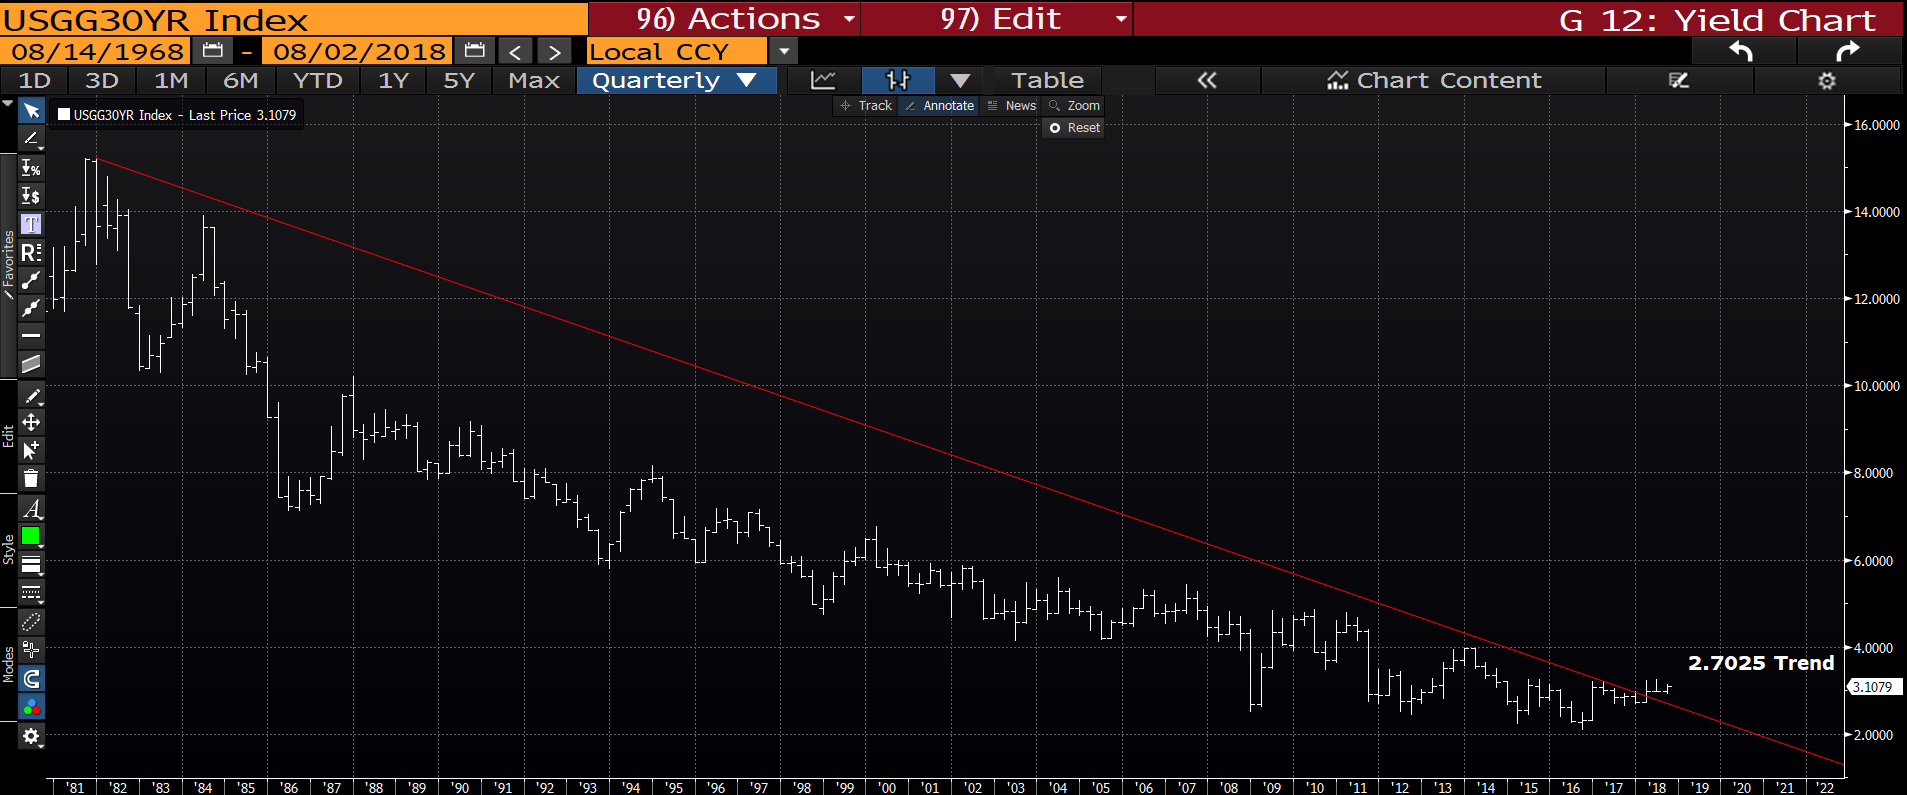 USGG30YR Index 96) Actions 97) Edit G 12: Yield Chart
08/14/1968 - 08/02/2018 < > Local CCY
1D 3D 1M 6M YTD 1Y 5Y Max Quarterly Table « Chart Content
Track Annotate News Zoom
Reset
USGG30YR Index - Last Price 3.1079
Favorites
Edit
Style
Modes
%
$
T
R
A
16.0000
14.0000
12.0000
10.0000
8.0000
6.0000
4.0000
2.7025 Trend
3.1079
2.0000
'81 '82 '83 '84 '85 '86 '87 '88 '89 '90 '91 '92 '93 '94 '95 '96 '97 '98 '99 '00 '01 '02 '03 '04 '05 '06 '07 '08 '09 '10 '11 '12 '13 '14 '15 '16 '17 '18 '19 '20 '21 '22